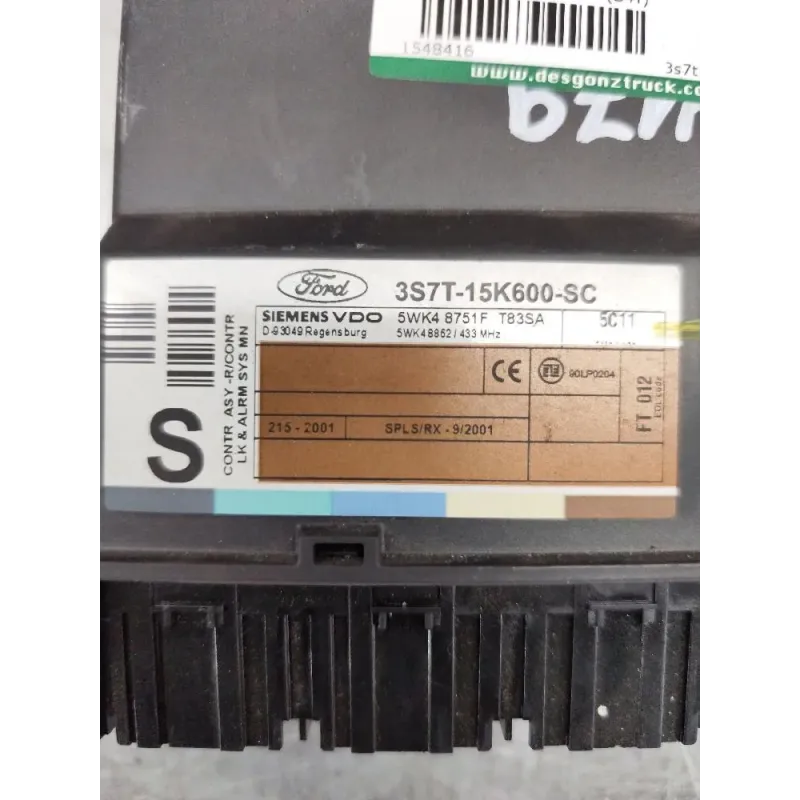 1548416
3s7t
www.desgonztruck.co
Ford
3S7T-15K600-SC
SIEMENS VDO
5WK4 8751F T83SA
5C11
D-93049 Regensburg
5WK48852/433 MHz
CONTR ASY -R/CONTR
LK & ALRM SYS MN
S
CE
90LP0204
FT 012
215 - 2001
SPLS/RX - 9/2001